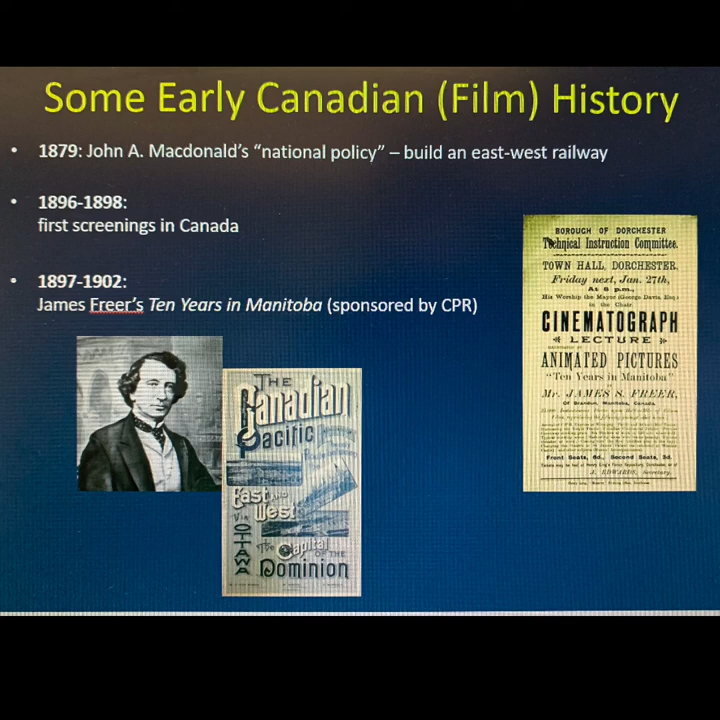 Some Early Canadian (Film) History
• 1879: John A. Macdonald's "national policy" – build an east-west railway
• 1896-1898:
first screenings in Canada
• 1897-1902:
James Freer's Ten Years in Manitoba (sponsored by CPR)
THE
Canadian
Pacific
East AND
West
VIA
OTTAWA
The Capital
OF THE
Dominion
BOROUGH OF DORCHESTER
Technical Instruction Committee.
TOWN HALL, DORCHESTER,
Friday next, Jan. 27th,
At 8 p.m.,
His Worship the Mayor (George Davis, Esq.)
in the Chair.
CINEMATOGRAPH
LECTURE
ANIMATED PICTURES
"Ten Years in Manitoba"
Mr. JAMES S. FREER,
Of Brandon, Manitoba, Canada.
Front Seats, 6d., Second Seats, 3d.
J. EDWARDS, Secretary.